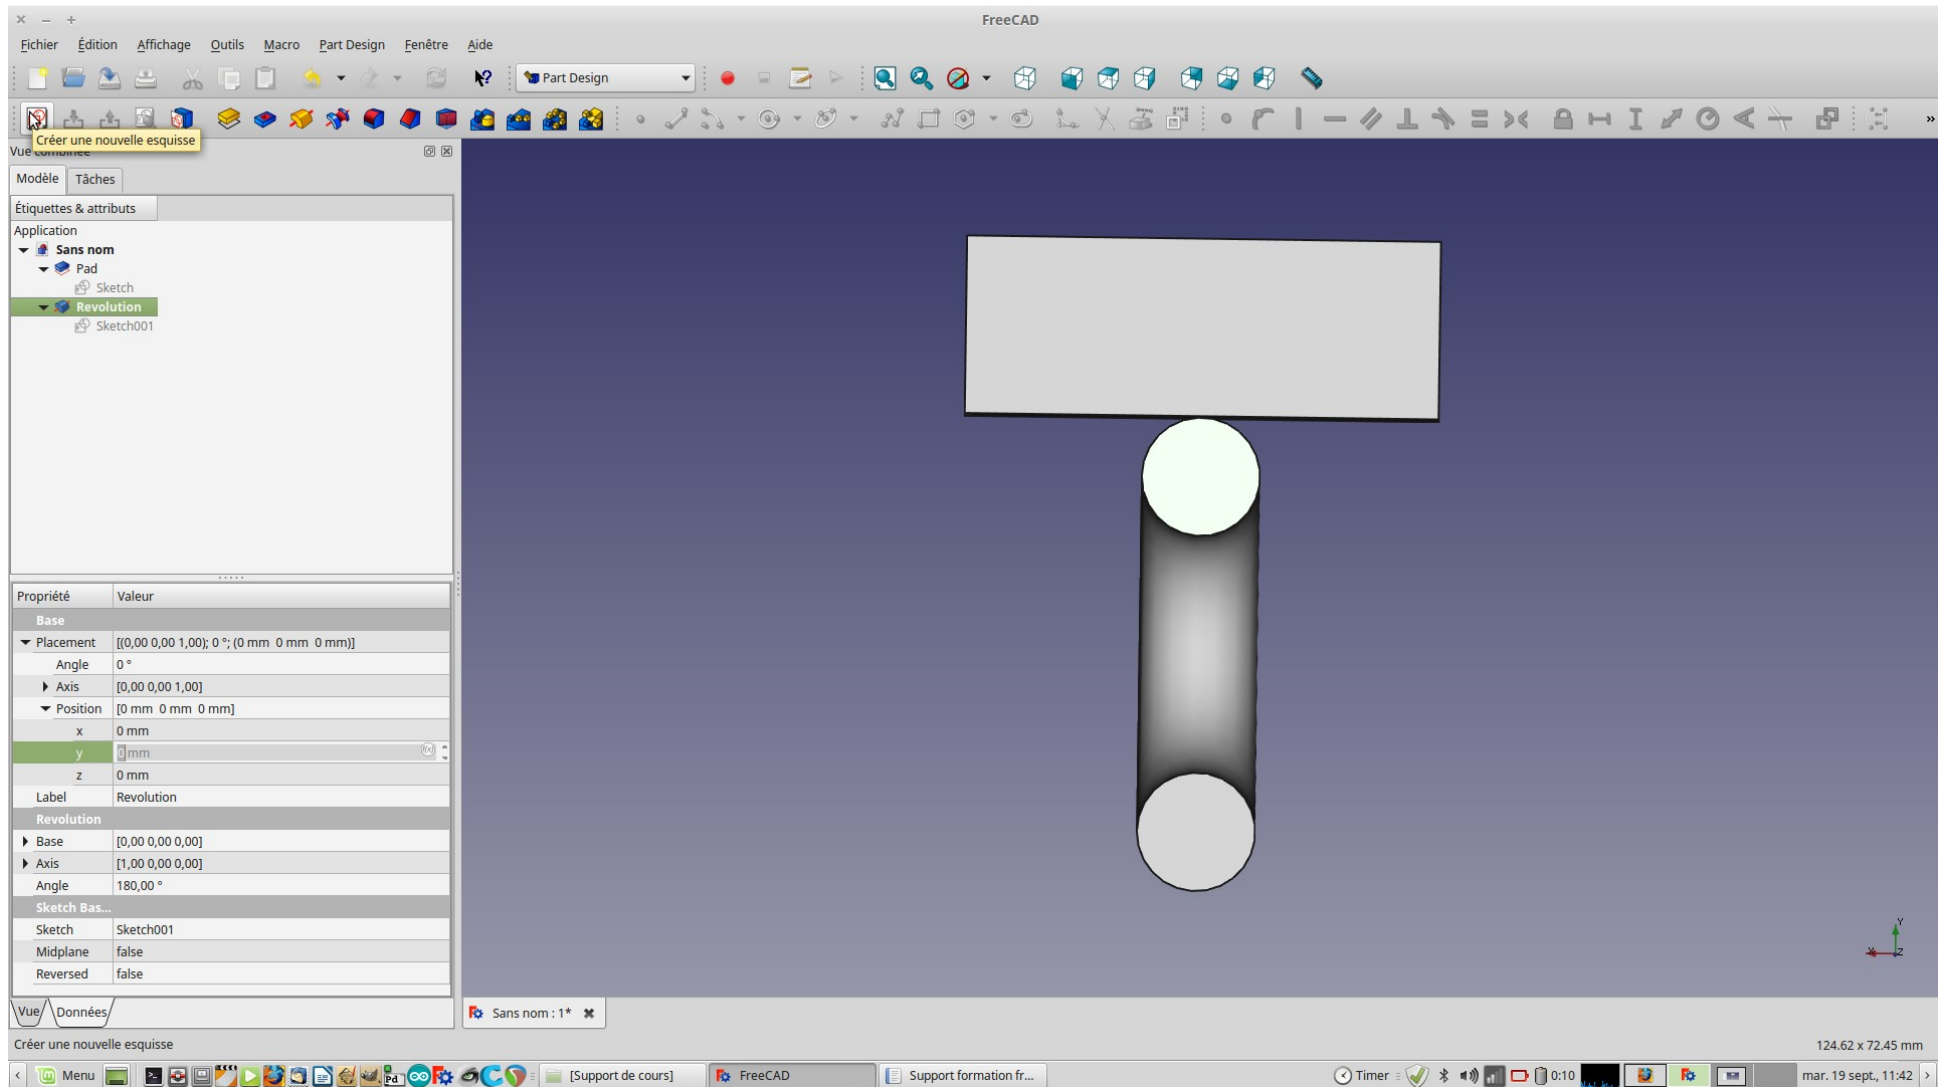 FreeCAD
Fichier Édition Affichage Outils Macro Part Design Fenêtre Aide
Part Design
Créer une nouvelle esquisse
Modèle Tâches
Étiquettes & attributs
Application
Sans nom
Pad
Sketch
Revolution
Sketch001
Propriété Valeur
Base
Placement [(0,00 0,00 1,00); 0 °; (0 mm 0 mm 0 mm)]
Angle 0 °
Axis [0,00 0,00 1,00]
Position [0 mm 0 mm 0 mm]
x 0 mm
y 0 mm
z 0 mm
Label Revolution
Revolution
Base [0,00 0,00 0,00]
Axis [1,00 0,00 0,00]
Angle 180,00 °
Sketch Bas...
Sketch Sketch001
Midplane false
Reversed false
Y
X Z
Vue Données
Sans nom : 1*
Créer une nouvelle esquisse 124.62 x 72.45 mm
Menu [Support de cours] FreeCAD Support formation fr... Timer 0:10 mar. 19 sept., 11:42